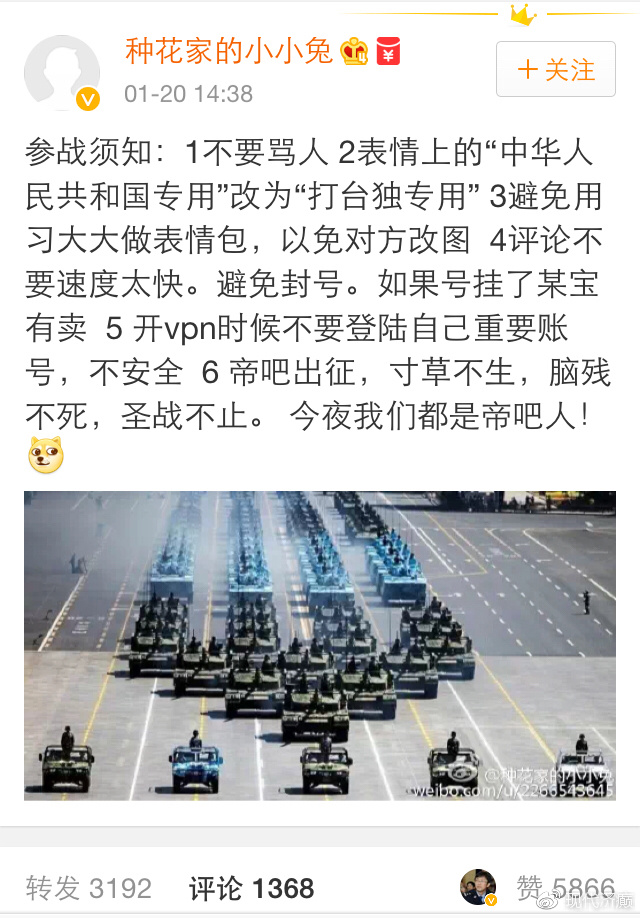 种花家的小小兔
01-20 14:38
+关注
参战须知：1不要骂人 2表情上的“中华人
民共和国专用”改为“打台独专用” 3避免用
习大大做表情包，以免对方改图 4评论不
要速度太快。避免封号。如果号挂了某宝
有卖 5 开vpn时候不要登陆自己重要账
号，不安全 6 帝吧出征，寸草不生，脑残
不死，圣战不止。 今夜我们都是帝吧人！
@种花家的小小兔
weibo.com/u/2266543645
转发 3192 评论 1368 赞 5866